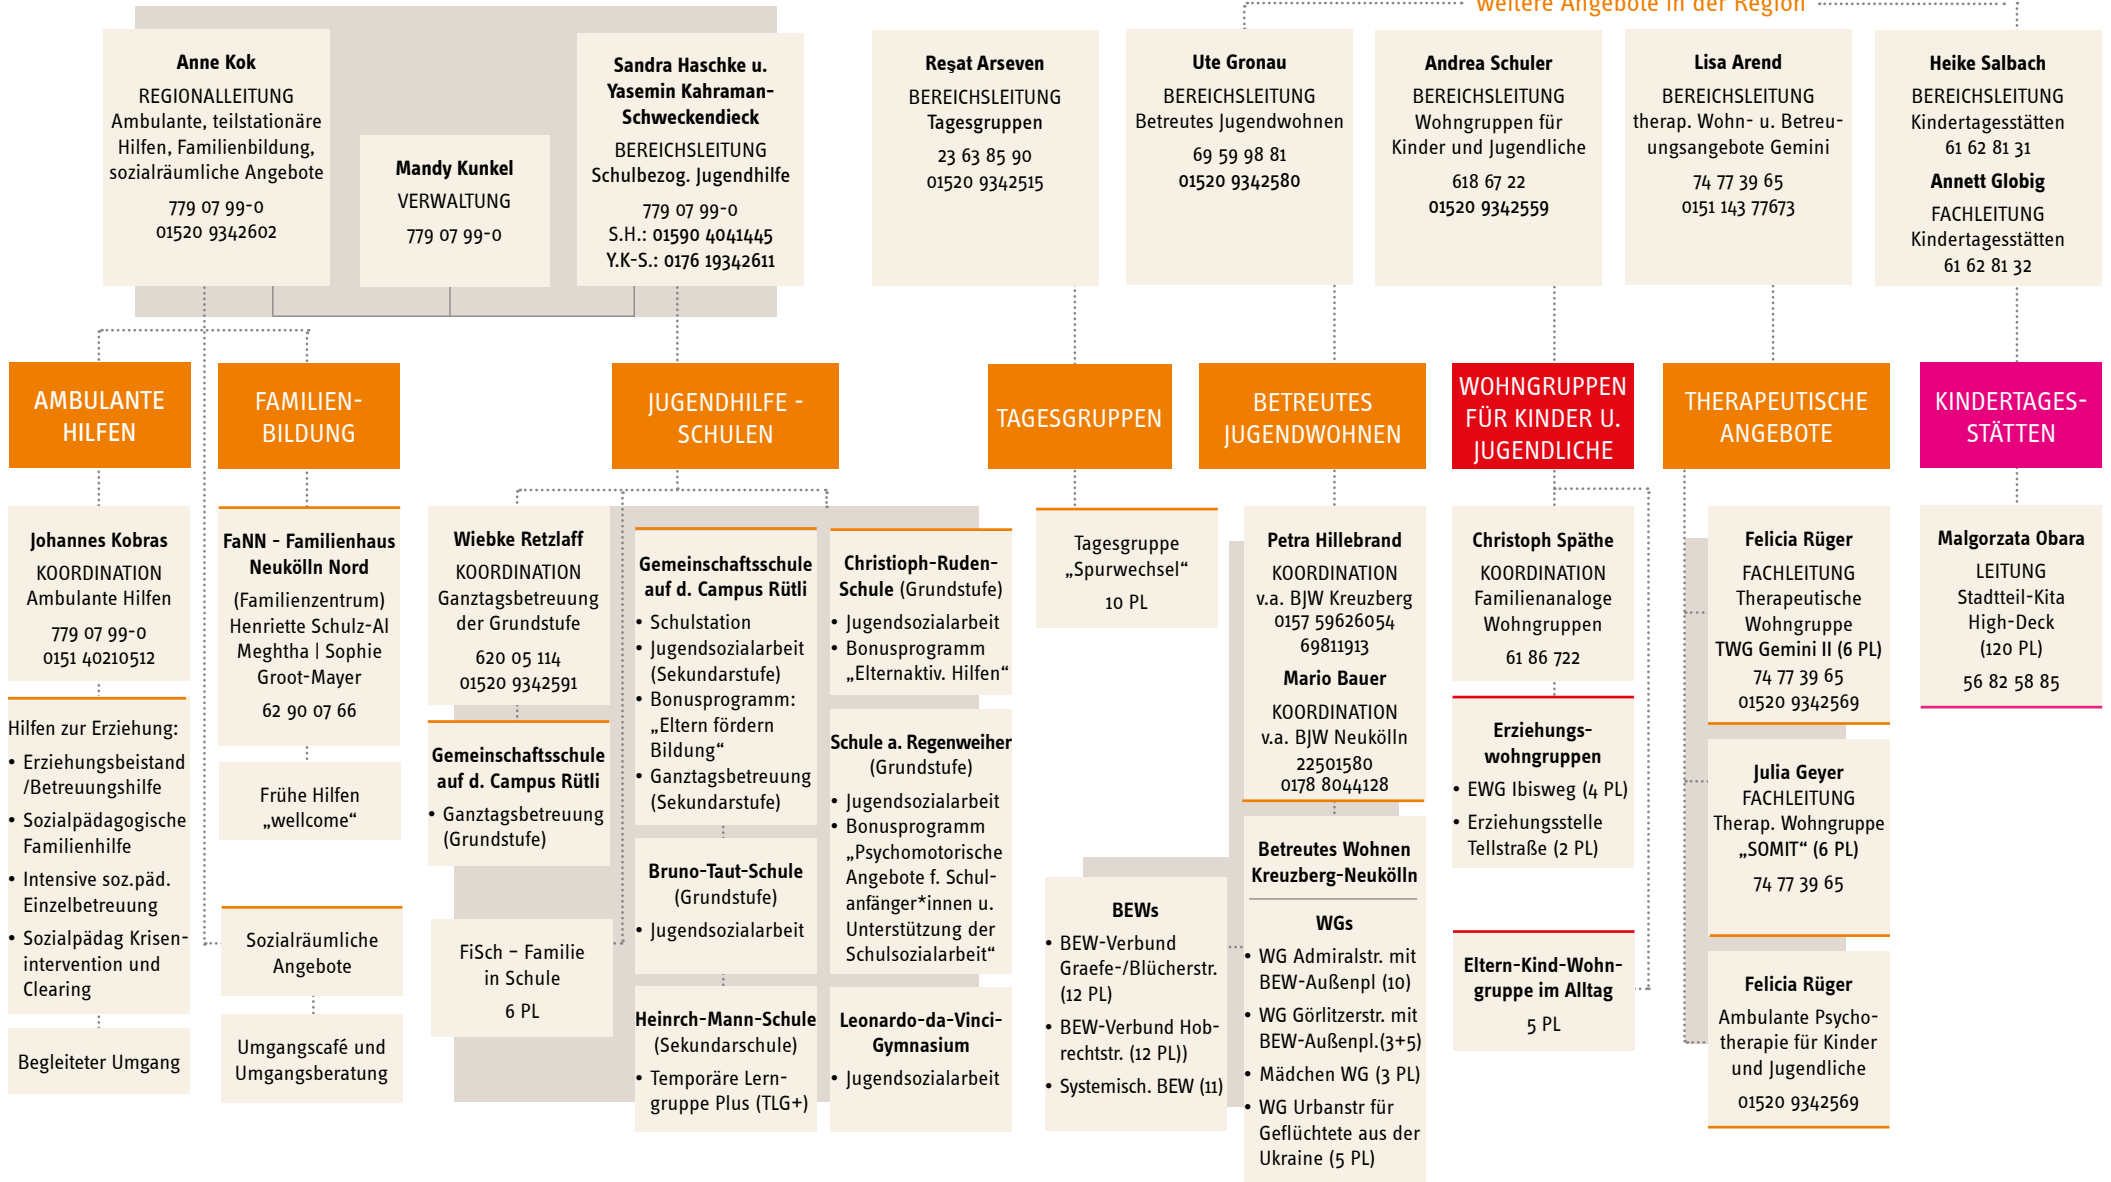 Weitere Angebote in der Region
Anne Kok
REGIONALLEITUNG
Ambulante, teilstationäre
Hilfen, Familienbildung,
sozialräumliche Angebote
779 07 99-0
01520 9342602
Mandy Kunkel
VERWALTUNG
779 07 99-0
Sandra Haschke u.
Yasemin Kahraman-
Schweckendieck
BEREICHSLEITUNG
Schulbezog. Jugendhilfe
779 07 99-0
S.H.: 01590 4041445
Y.K-S.: 0176 19342611
Reşat Arseven
BEREICHSLEITUNG
Tagesgruppen
23 63 85 90
01520 9342515
Ute Gronau
BEREICHSLEITUNG
Betreutes Jugendwohnen
69 59 98 81
01520 9342580
Andrea Schuler
BEREICHSLEITUNG
Wohngruppen für
Kinder und Jugendliche
618 67 22
01520 9342559
Lisa Arend
BEREICHSLEITUNG
therap. Wohn- u. Betreu-
ungsangebote Gemini
74 77 39 65
0151 143 77673
Heike Salbach
BEREICHSLEITUNG
Kindertagesstätten
61 62 81 31
Annett Globig
FACHLEITUNG
Kindertagesstätten
61 62 81 32
AMBULANTE
HILFEN
FAMILIEN-
BILDUNG
JUGENDHILFE -
SCHULEN
TAGESGRUPPEN
BETREUTES
JUGENDWOHNEN
WOHNGRUPPEN
FÜR KINDER U.
JUGENDLICHE
THERAPEUTISCHE
ANGEBOTE
KINDERTAGES-
STÄTTEN
Johannes Kobras
KOORDINATION
Ambulante Hilfen
779 07 99-0
0151 40210512
Hilfen zur Erziehung:
• Erziehungsbeistand
/Betreuungshilfe
• Sozialpädagogische
Familienhilfe
• Intensive soz.päd.
Einzelbetreuung
• Sozialpädag Krisen-
intervention und
Clearing
Begleiteter Umgang
FaNN - Familienhaus
Neukölln Nord
(Familienzentrum)
Henriette Schulz-Al
Meghtha | Sophie
Groot-Mayer
62 90 07 66
Frühe Hilfen
„wellcome“
Sozialräumliche
Angebote
Umgangscafé und
Umgangsberatung
Wiebke Retzlaff
KOORDINATION
Ganztagsbetreuung
der Grundstufe
620 05 114
01520 9342591
Gemeinschaftsschule
auf d. Campus Rütli
• Ganztagsbetreuung
(Grundstufe)
FiSch – Familie
in Schule
6 PL
Gemeinschaftsschule
auf d. Campus Rütli
• Schulstation
• Jugendsozialarbeit
(Sekundarstufe)
• Bonusprogramm:
„Eltern fördern
Bildung“
• Ganztagsbetreuung
(Sekundarstufe)
Bruno-Taut-Schule
(Grundstufe)
• Jugendsozialarbeit
Heinrch-Mann-Schule
(Sekundarschule)
• Temporäre Lern-
gruppe Plus (TLG+)
Christioph-Ruden-
Schule (Grundstufe)
• Jugendsozialarbeit
• Bonusprogramm
„Elternaktiv. Hilfen“
Schule a. Regenweiher
(Grundstufe)
• Jugendsozialarbeit
• Bonusprogramm
„Psychomotorische
Angebote f. Schul-
anfänger*innen u.
Unterstützung der
Schulsozialarbeit“
Leonardo-da-Vinci-
Gymnasium
• Jugendsozialarbeit
Tagesgruppe
„Spurwechsel“
10 PL
BEWs
• BEW-Verbund
Graefe-/Blücherstr.
(12 PL)
• BEW-Verbund Hob-
rechtstr. (12 PL))
• Systemisch. BEW (11)
Petra Hillebrand
KOORDINATION
v.a. BJW Kreuzberg
0157 59626054
69811913
Mario Bauer
KOORDINATION
v.a. BJW Neukölln
22501580
0178 8044128
Betreutes Wohnen
Kreuzberg-Neukölln
WGs
• WG Admiralstr. mit
BEW-Außenpl (10)
• WG Görlitzerstr. mit
BEW-Außenpl.(3+5)
• Mädchen WG (3 PL)
• WG Urbanstr für
Geflüchtete aus der
Ukraine (5 PL)
Christoph Späthe
KOORDINATION
Familienanaloge
Wohngruppen
61 86 722
Erziehungs-
wohngruppen
• EWG Ibisweg (4 PL)
• Erziehungsstelle
Tellstraße (2 PL)
Eltern-Kind-Wohn-
gruppe im Alltag
5 PL
Felicia Rüger
FACHLEITUNG
Therapeutische
Wohngruppe
TWG Gemini II (6 PL)
74 77 39 65
01520 9342569
Julia Geyer
FACHLEITUNG
Therap. Wohngruppe
„SOMIT“ (6 PL)
74 77 39 65
Felicia Rüger
Ambulante Psycho-
therapie für Kinder
und Jugendliche
01520 9342569
Malgorzata Obara
LEITUNG
Stadtteil-Kita
High-Deck
(120 PL)
56 82 58 85